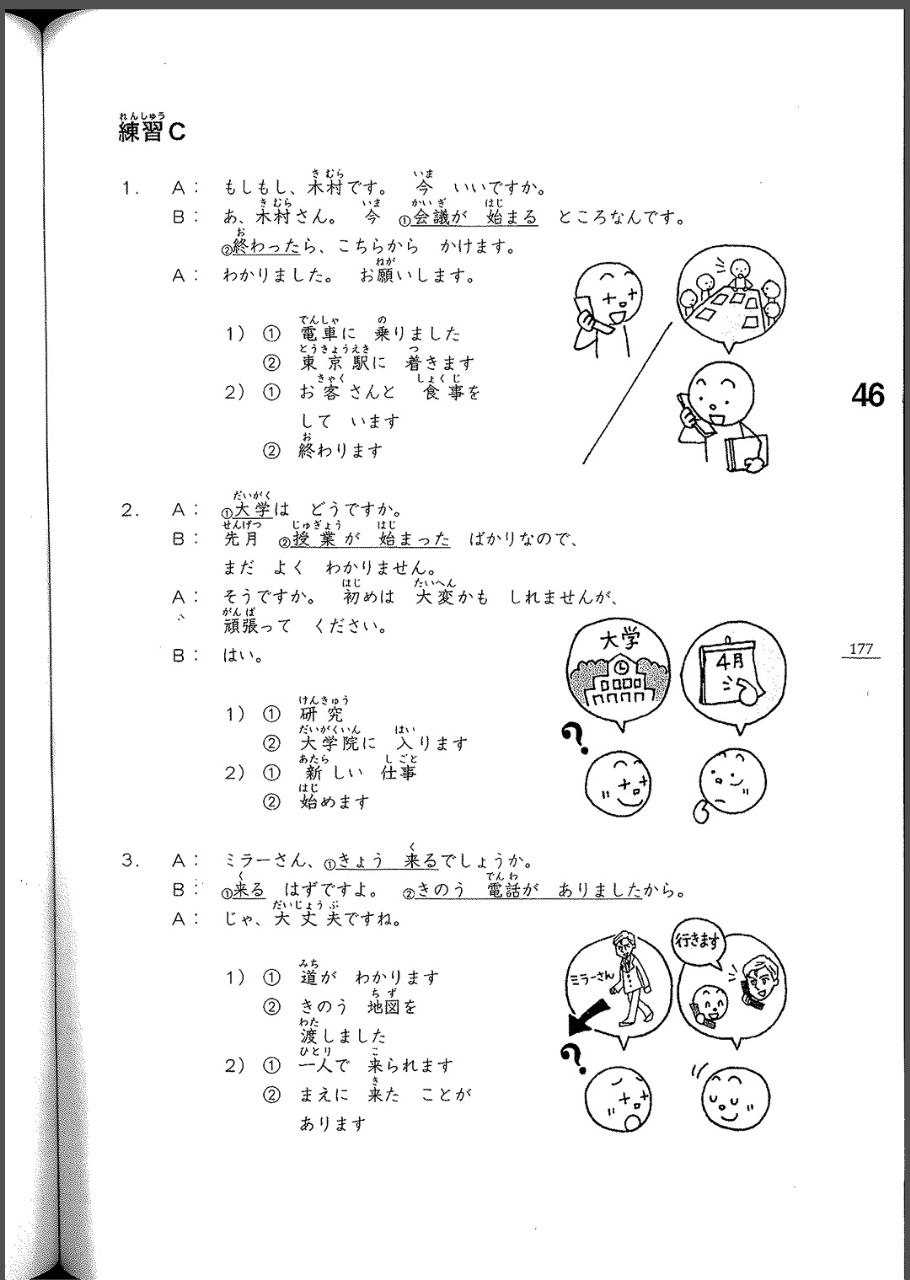 練習C
1. A: もしもし、木村です。 今 いいですか。
B: あ、木村さん。 今 ①会議が 始まる ところなんです。
②終わったら、こちらから かけます。
A: わかりました。 お願いします。
1) ① 電車に 乗りました
② 東京駅に 着きます
2) ① お客さんと 食事を
して います
② 終わります
46
2. A: ①大学は どうですか。
B: 先月 ②授業が 始まった ばかりなので、
まだ よく わかりません。
A: そうですか。 初めは 大変かも しれませんが、
頑張って ください。
B: はい。
大学
4月
177
1) ① 研究
② 大学院に 入ります
2) ① 新しい 仕事
② 始めます
3. A: ミラーさん、①きょう 来るでしょうか。
B: ①来る はずですよ。 ②きのう 電話が ありましたから。
A: じゃ、大丈夫ですね。
行きます
ミラーさん
1) ① 道が わかります
② きのう 地図を
渡しました
2) ① 一人で 来られます
② まえに 来た ことが
あります